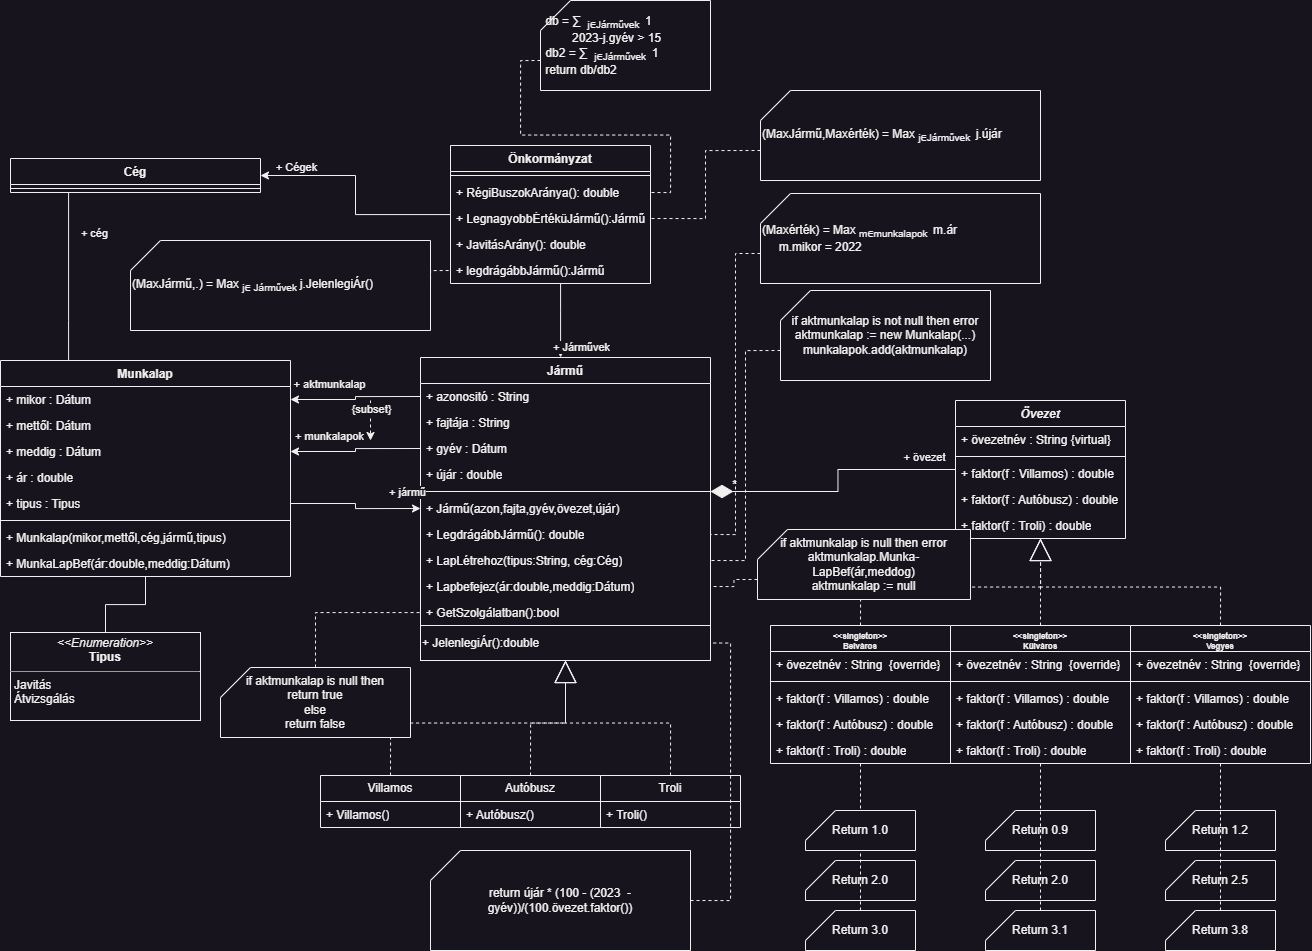 db = ∑ j∈Járművek 1
2023-j.gyév > 15
db2 = ∑ j∈Járművek 1
return db/db2
(MaxJármű,Maxérték) = Max j∈Járművek j.újár
Cég
+ Cégek
+ cég
Önkormányzat
+ RégiBuszokAránya(): double
+ LegnagyobbÉrtéküJármű():Jármű
+ JavitásArány(): double
+ legdrágábbJármű():Jármű
(Maxérték) = Max m∈munkalapok m.ár
m.mikor = 2022
(MaxJármű,.) = Max j∈ Járművek j.JelenlegiÁr()
if aktmunkalap is not null then error
aktmunkalap := new Munkalap(...)
munkalapok.add(aktmunkalap)
+ Járművek
Munkalap
+ mikor : Dátum
+ mettől: Dátum
+ meddig : Dátum
+ ár : double
+ tipus : Tipus
+ Munkalap(mikor,mettől,cég,jármű,tipus)
+ MunkaLapBef(ár:double,meddig:Dátum)
+ aktmunkalap
{subset}
+ munkalapok
+ jármű
Jármű
+ azonosító : String
+ fajtája : String
+ gyév : Dátum
+ újár : double
+ Jármű(azon,fajta,gyév,övezet,újár)
+ LegdrágábbJármű(): double
+ LapLétrehoz(tipus:String, cég:Cég)
+ Lapbefejez(ár:double,meddig:Dátum)
+ GetSzolgálatban():bool
+ JelenlegiÁr():double
*
+ övezet
Övezet
+ övezetnév : String {virtual}
+ faktor(f : Villamos) : double
+ faktor(f : Autóbusz) : double
+ faktor(f : Troli) : double
if aktmunkalap is null then error
aktmunkalap.Munka-
LapBef(ár,meddog)
aktmunkalap := null
<<Enumeration>>
Tipus
Javitás
Átvizsgálás
if aktmunkalap is null then
return true
else
return false
<<singleton>>
Belváros
+ övezetnév : String {override}
+ faktor(f : Villamos) : double
+ faktor(f : Autóbusz) : double
+ faktor(f : Troli) : double
<<singleton>>
Külváros
+ övezetnév : String {override}
+ faktor(f : Villamos) : double
+ faktor(f : Autóbusz) : double
+ faktor(f : Troli) : double
<<singleton>>
Vegyes
+ övezetnév : String {override}
+ faktor(f : Villamos) : double
+ faktor(f : Autóbusz) : double
+ faktor(f : Troli) : double
Villamos
+ Villamos()
Autóbusz
+ Autóbusz()
Troli
+ Troli()
Return 1.0
Return 0.9
Return 1.2
Return 2.0
Return 2.0
Return 2.5
Return 3.0
Return 3.1
Return 3.8
return újár * (100 - (2023 -
gyév))/(100.övezet.faktor())